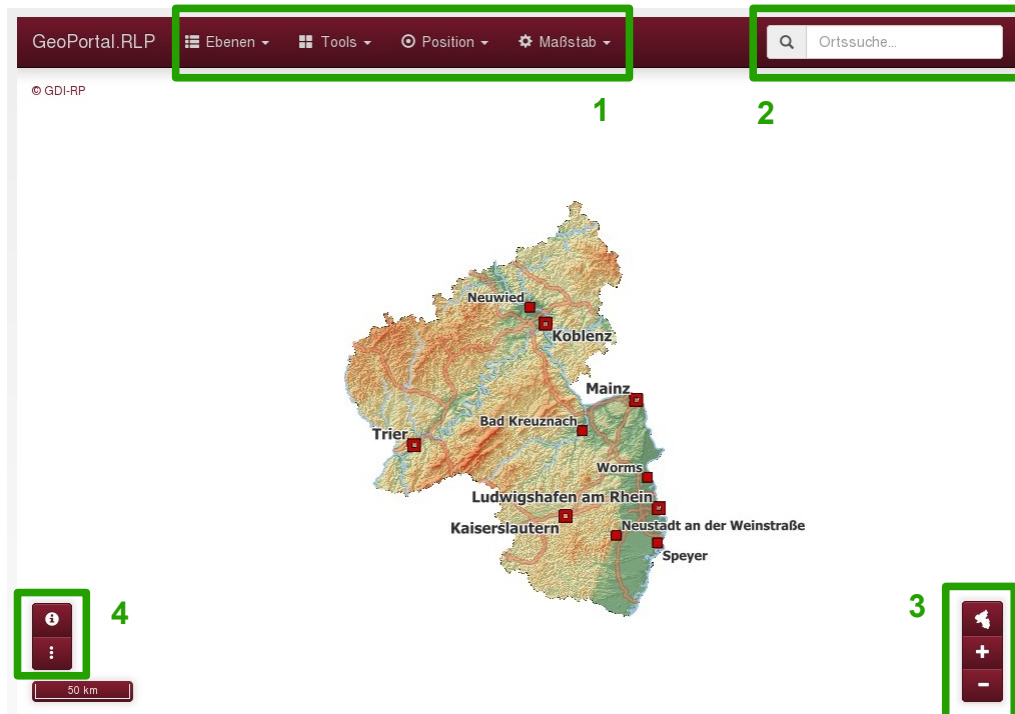 GeoPortal.RLP Ebenen Tools Position Maßstab Ortssuche...
© GDI-RP
1
2
Neuwied
Koblenz
Mainz
Bad Kreuznach
Trier
Worms
Ludwigshafen am Rhein
Kaiserslautern
Neustadt an der Weinstraße
Speyer
4
3
50 km